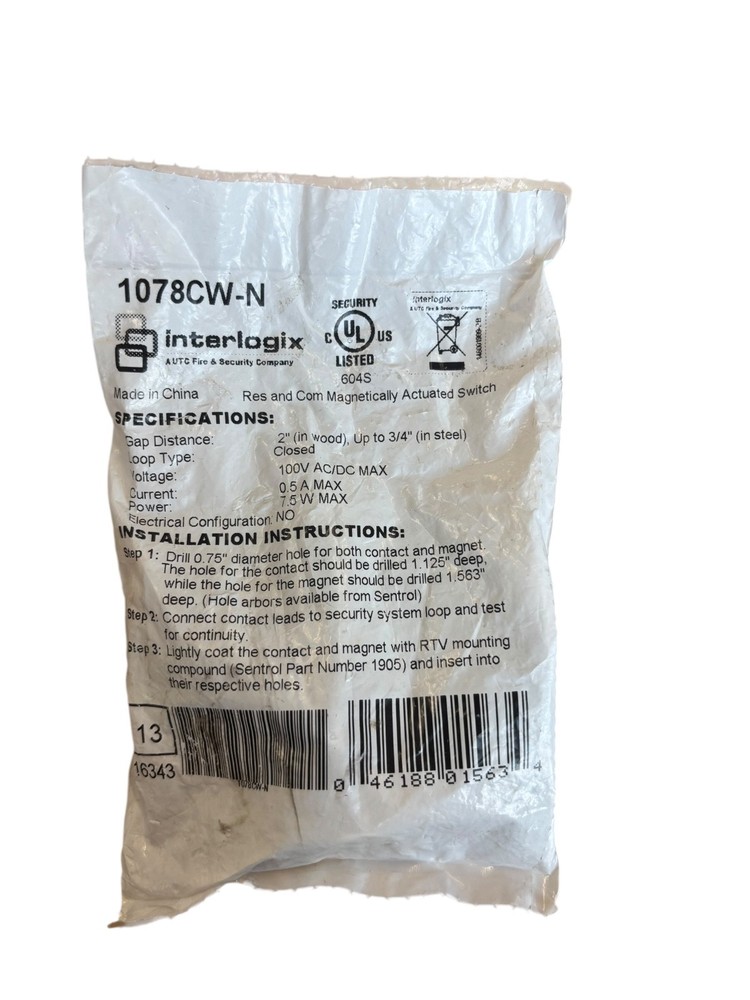 1078CW-N
interlogix
A UTC Fire & Security Company
SECURITY
C UL US
LISTED
604S
interlogix
A UTC Fire & Security Company
Made in China Res and Com Magnetically Actuated Switch
SPECIFICATIONS:
Gap Distance: 2" (in wood), Up to 3/4" (in steel)
Loop Type: Closed
Voltage: 100V AC/DC MAX
Current: 0.5 A MAX
Power: 7.5 W MAX
Electrical Configuration: NO
INSTALLATION INSTRUCTIONS:
Step 1: Drill 0.75" diameter hole for both contact and magnet.
The hole for the contact should be drilled 1.125" deep,
while the hole for the magnet should be drilled 1.563"
deep. (Hole arbors available from Sentrol)
Step 2: Connect contact leads to security system loop and test
for continuity.
Step 3: Lightly coat the contact and magnet with RTV mounting
compound (Sentrol Part Number 1905) and insert into
their respective holes.
13
16343
1078CW-N
0 46188 01563 4